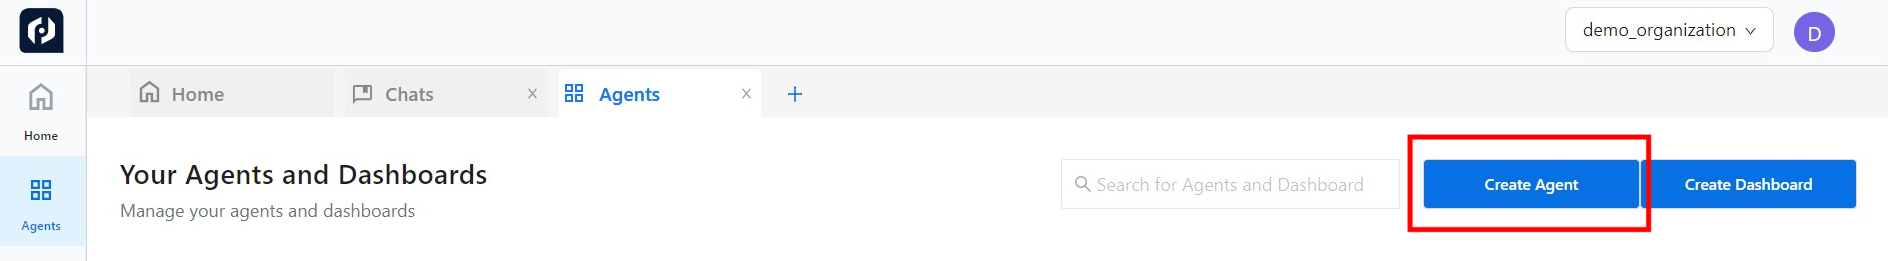 demo_organization
D
Home
Chats
Agents
Home
Your Agents and Dashboards
Manage your agents and dashboards
Search for Agents and Dashboard
Create Agent
Create Dashboard
Agents